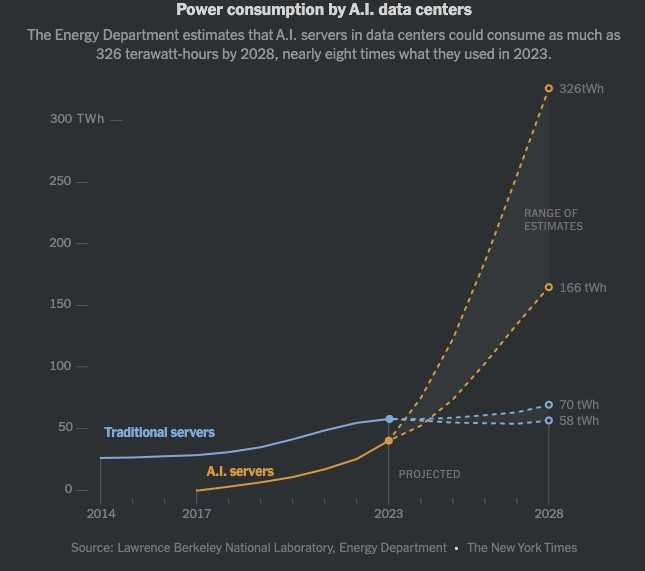 Power consumption by A.I. data centers
The Energy Department estimates that A.I. servers in data centers could consume as much as
326 terawatt-hours by 2028, nearly eight times what they used in 2023.
326tWh
300 TWh
250
RANGE OF
ESTIMATES
200
166 tWh
150
100
70 tWh
58 tWh
50
Traditional servers
A.I. servers
PROJECTED
0
2014
2017
2023
2028
Source: Lawrence Berkeley National Laboratory, Energy Department • The New York Times